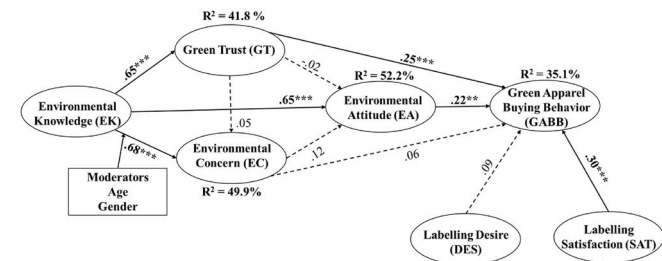 R² = 41.8 %
Green Trust (GT)
.65***
-.02
.25***
R² = 52.2%
R² = 35.1%
Environmental
Knowledge (EK)
.65***
Environmental
Attitude (EA)
.22**
Green Apparel
Buying Behavior
(GABB)
.05
.68***
Environmental
Concern (EC)
.12
.06
R² = 49.9%
Moderators
Age
Gender
.09
.30***
Labelling Desire
(DES)
Labelling
Satisfaction (SAT)